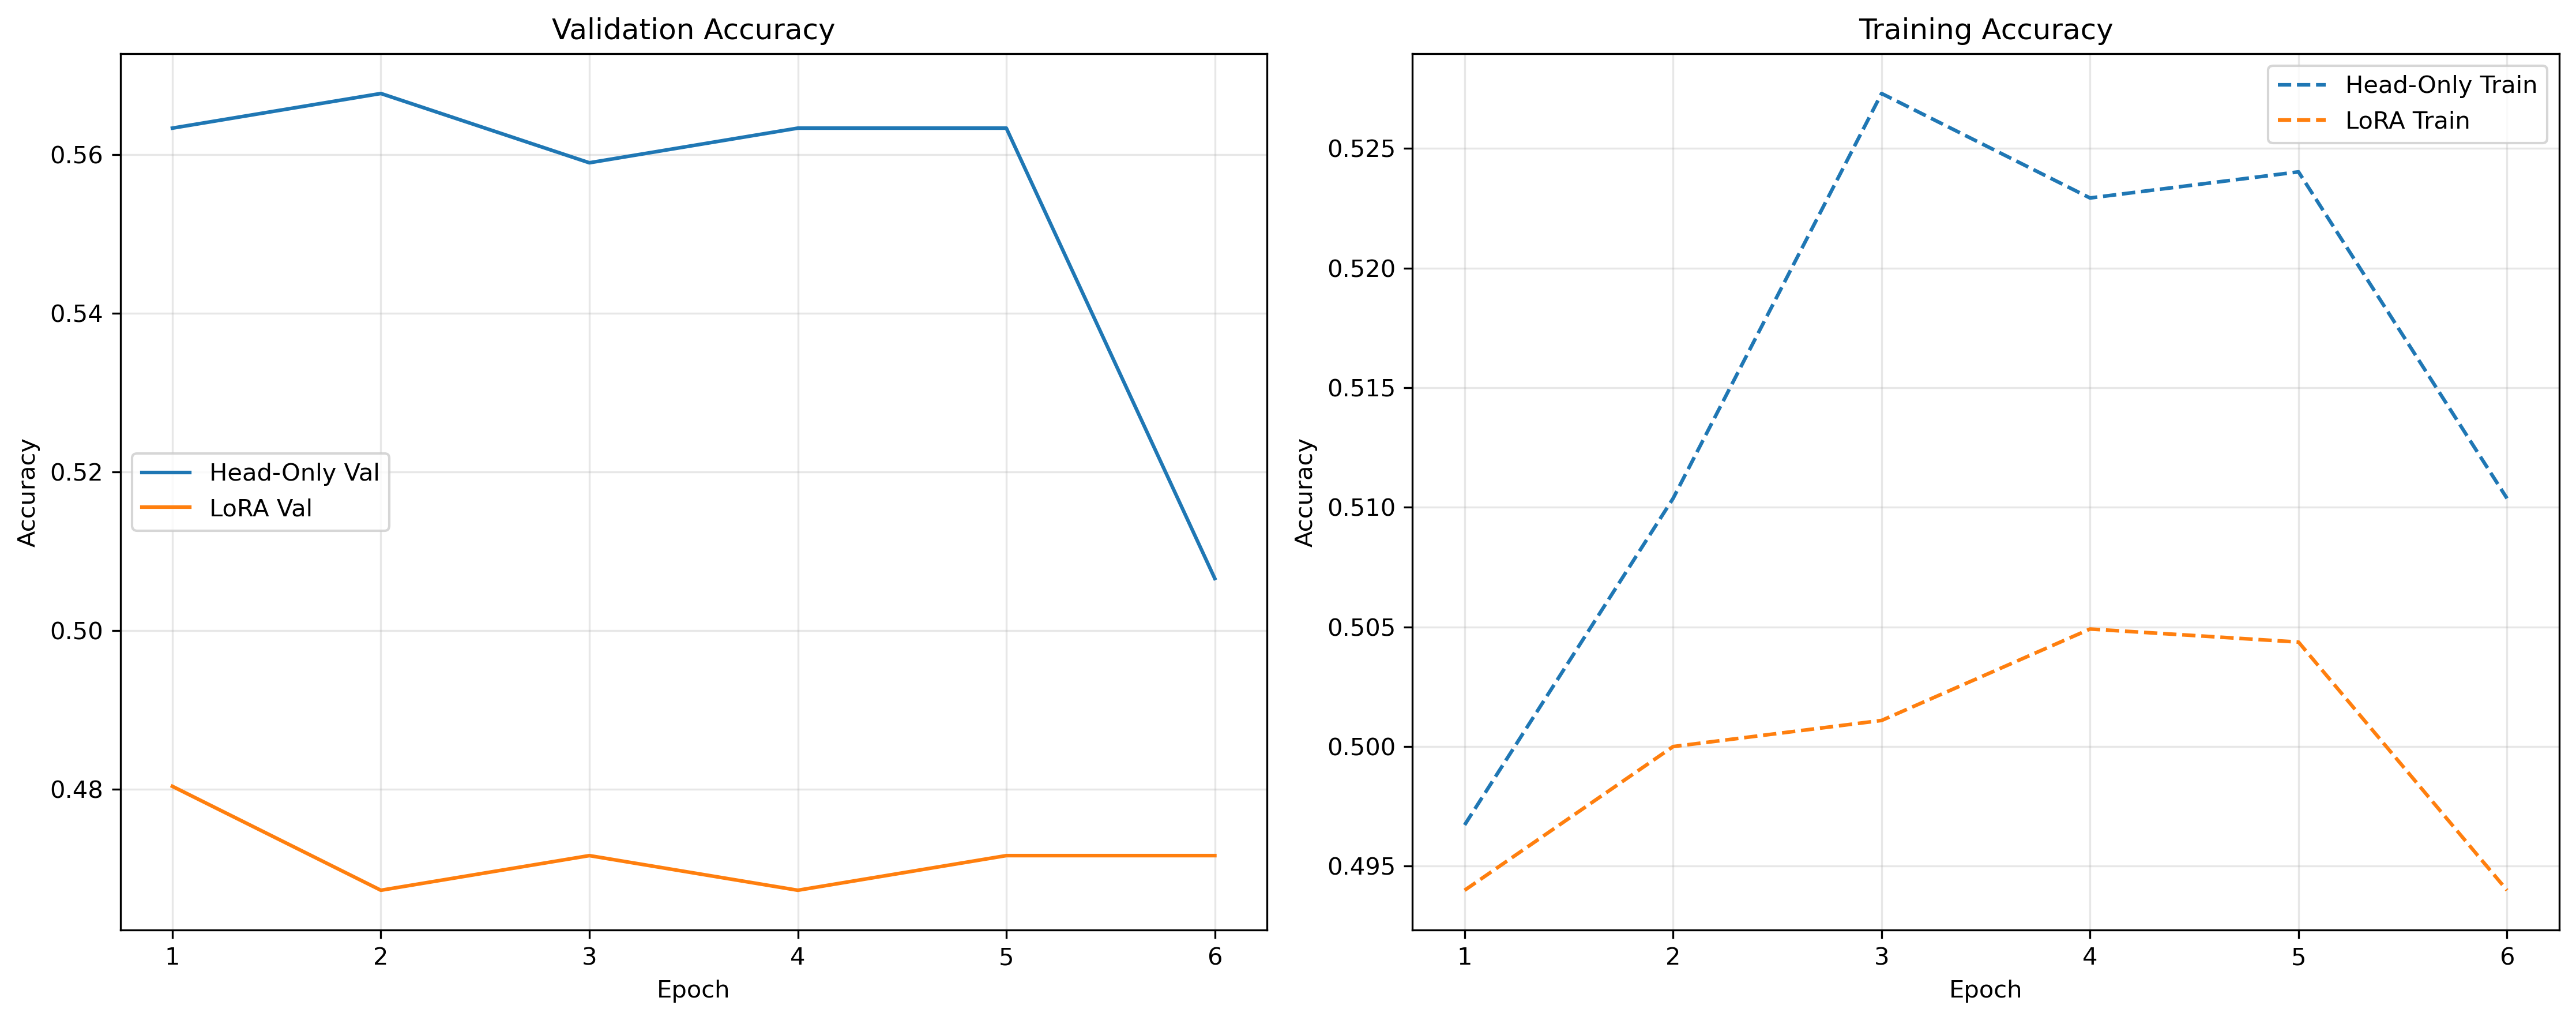 Validation Accuracy
Accuracy
0.56
0.54
0.52
0.50
0.48
Head-Only Val
LoRA Val
1 2 3 4 5 6
Epoch
Training Accuracy
Accuracy
0.525
0.520
0.515
0.510
0.505
0.500
0.495
Head-Only Train
LoRA Train
1 2 3 4 5 6
Epoch